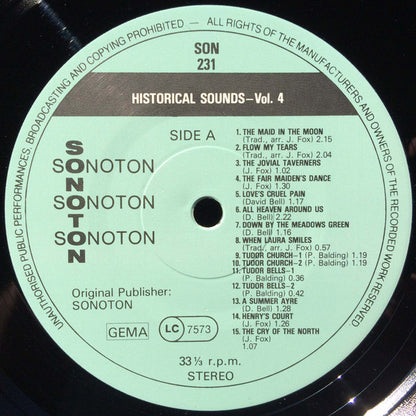 UNAUTHORISED PUBLIC PERFORMANCES, BROADCASTING AND COPYING PROHIBITED – ALL RIGHTS OF THE MANUFACTURERS AND OWNERS OF THE RECORDED WORK RESERVED
SON
231
HISTORICAL SOUNDS–Vol. 4
SIDE A
SONOTON
SONOTON
SONOTON
SONOTON
1. THE MAID IN THE MOON
(Trad., arr. J. Fox) 2.15
2. FLOW MY TEARS
(Trad., arr. J. Fox) 2.04
3. THE JOVIAL TAVERNERS
(J. Fox) 1.02
4. THE FAIR MAIDEN'S DANCE
(J. Fox) 1.30
5. LOVE'S CRUEL PAIN
(David Bell) 1.17
6. ALL HEAVEN AROUND US
(D. Bell) 2.22
7. DOWN BY THE MEADOWS GREEN
(D. Bell) 1.16
8. WHEN LAURA SMILES
(Trad., arr. J. Fox) 0.57
9. TUDOR CHURCH–1 (P. Balding) 1.19
10. TUDOR CHURCH–2 (P. Balding) 1.19
11. TUDOR BELLS–1
(P. Balding) 0.36
12. TUDOR BELLS–2
(P. Balding) 0.42
13. A SUMMER AYRE
(D. Bell) 1.28
14. HENRY'S COURT
(J. Fox) 1.26
15. THE CRY OF THE NORTH
(J. Fox)
1.07
Original Publisher:
SONOTON
GEMA
LC 7573
33⅓ r.p.m.
STEREO